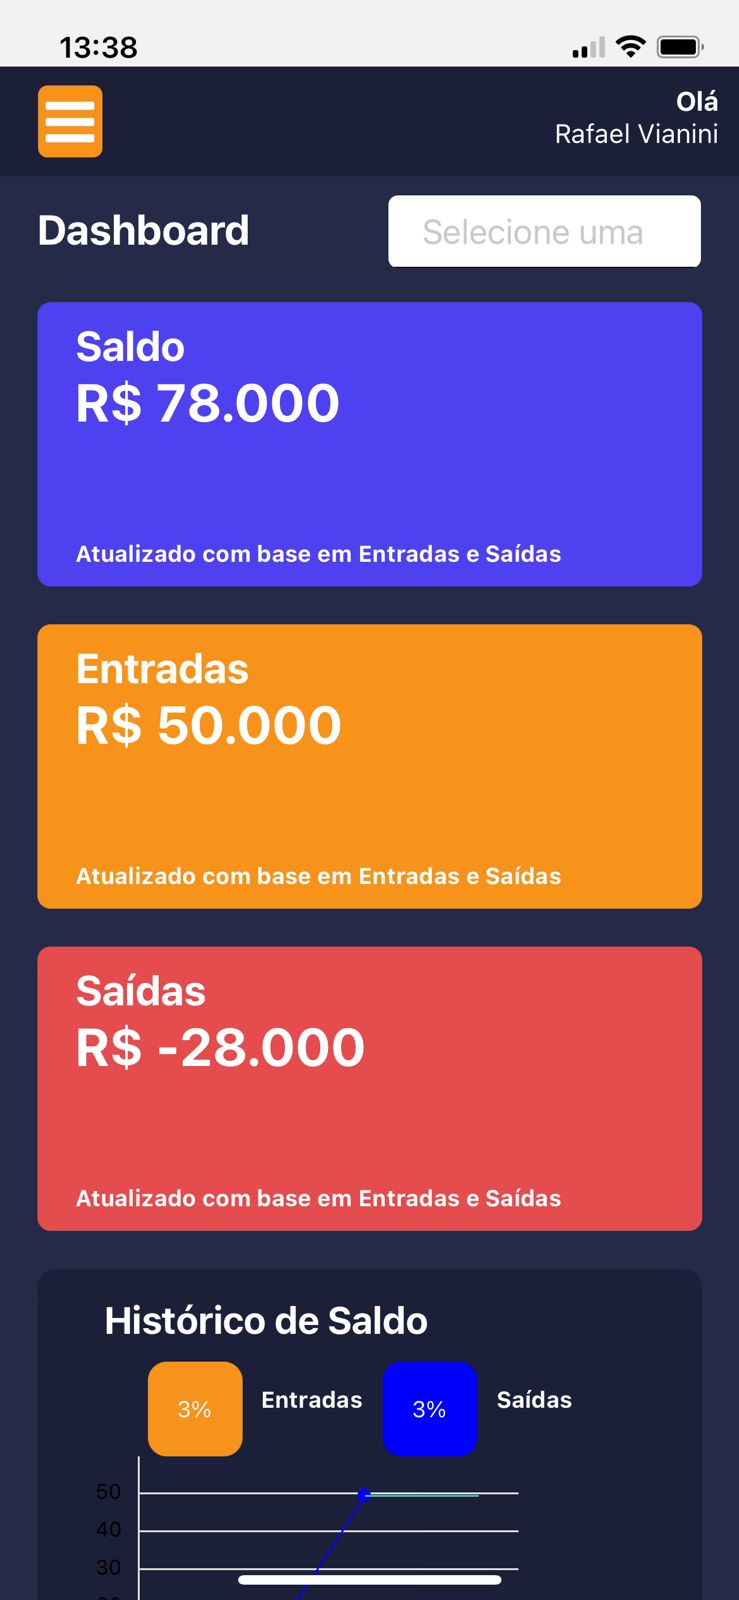 13:38
Olá
Rafael Vianini
Dashboard
Selecione uma
Saldo
R$ 78.000
Atualizado com base em Entradas e Saídas
Entradas
R$ 50.000
Atualizado com base em Entradas e Saídas
Saídas
R$ -28.000
Atualizado com base em Entradas e Saídas
Histórico de Saldo
3% Entradas 3% Saídas
50
40
30